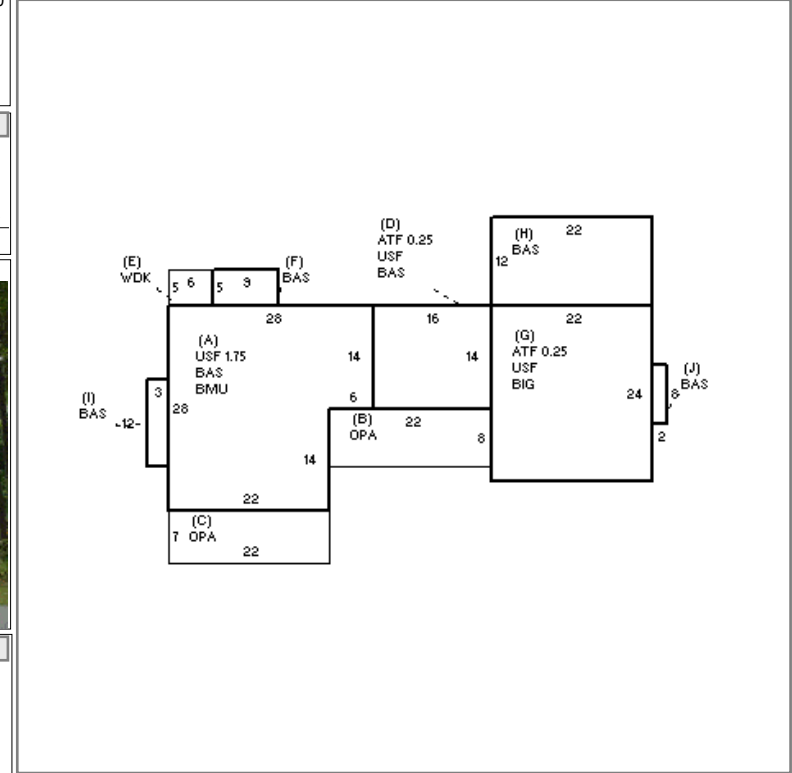 (D)
ATF 0.25
USF
BAS
22
(H)
BAS
12
(E)
WDK
5 6
5 9
(F)
BAS
28
16
22
(A)
USF 1.75
BAS
BMU
14
14
(G)
ATF 0.25
USF
BIG
(J)
BAS
24
8
2
(I)
BAS
-12-
3
28
6
(B)
OPA
22
8
14
22
(C)
7 OPA
22